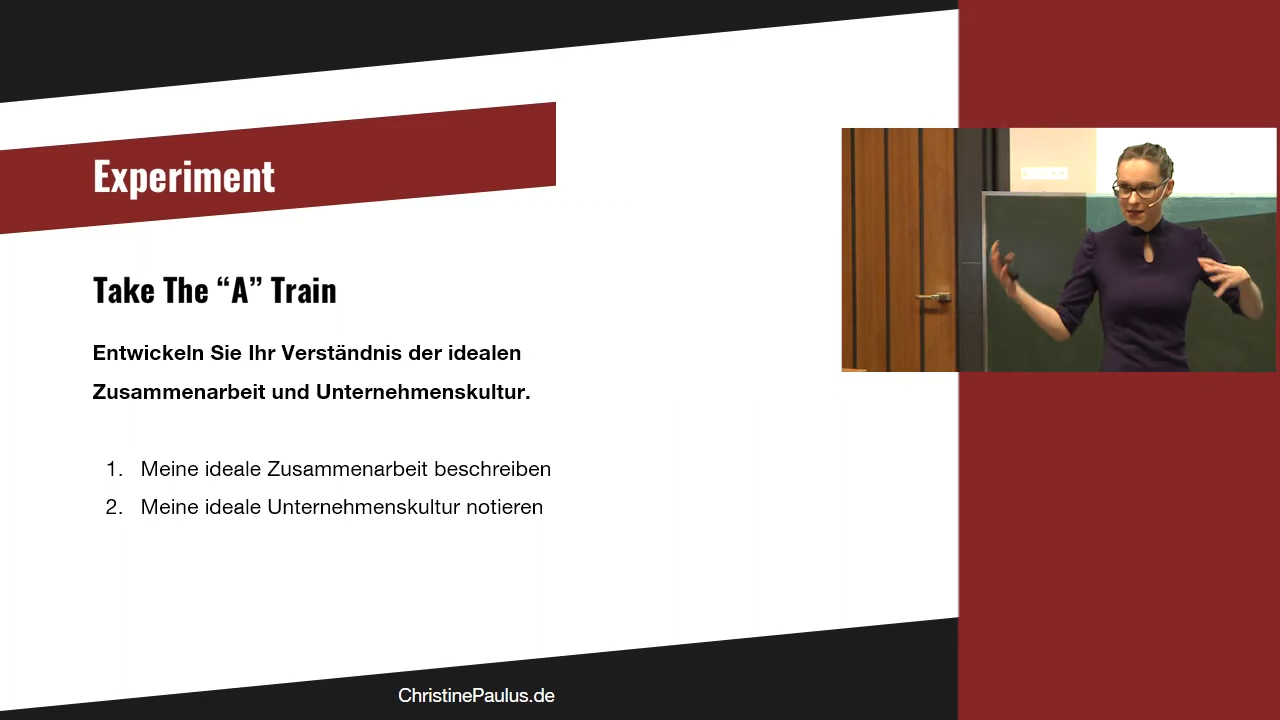 Experiment
Take The “A” Train
Entwickeln Sie Ihr Verständnis der idealen
Zusammenarbeit und Unternehmenskultur.
1. Meine ideale Zusammenarbeit beschreiben
2. Meine ideale Unternehmenskultur notieren
ChristinePaulus.de